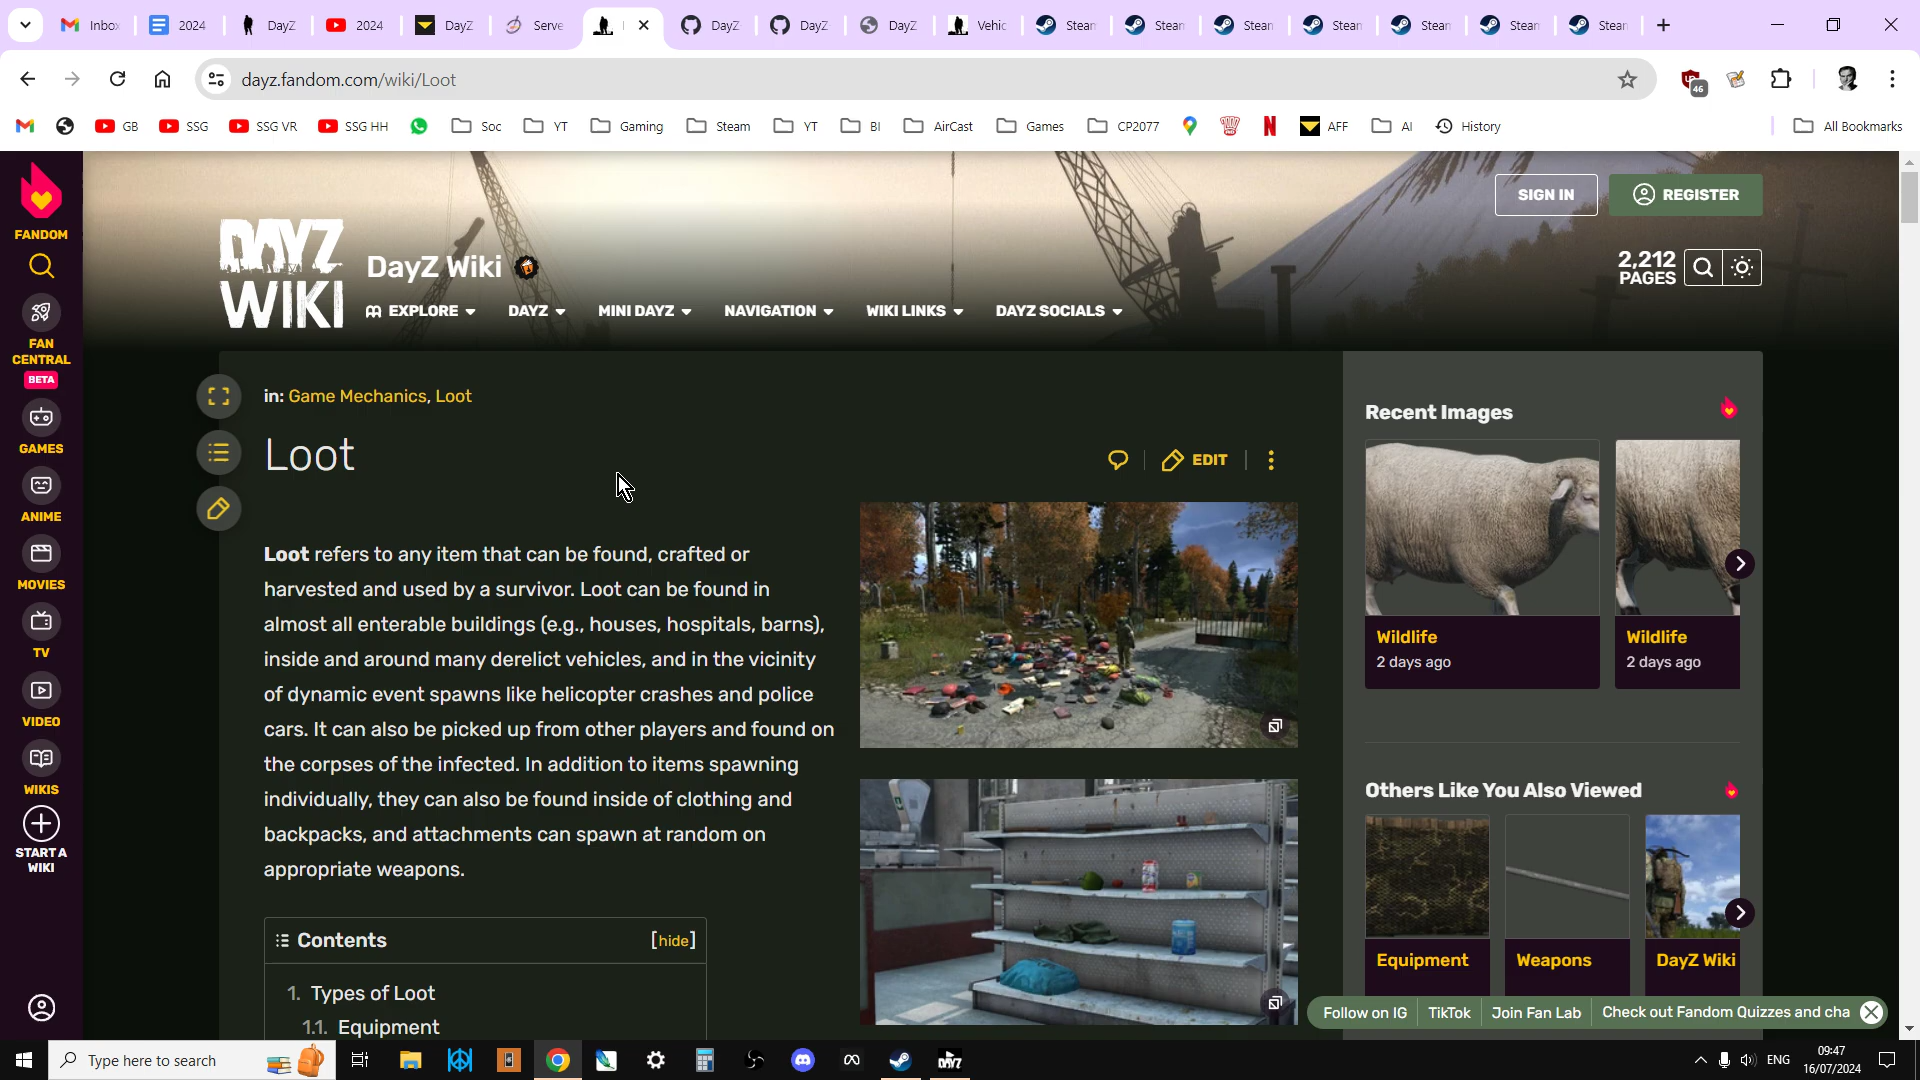 Inbox
2024
DayZ
2024
DayZ
Serve
DayZ
DayZ
DayZ
Vehic
Steam
Steam
Steam
Steam
Steam
Steam
Steam
dayz.fandom.com/wiki/Loot
46
GB
SSG
SSG VR
SSG HH
Soc
YT
Gaming
Steam
YT
BI
AirCast
Games
CP2077
AFF
AI
History
All Bookmarks
FANDOM
FAN CENTRAL
BETA
GAMES
ANIME
MOVIES
TV
VIDEO
WIKIS
START A WIKI
SIGN IN
REGISTER
DAYZ WIKI
DayZ Wiki
2,212 PAGES
EXPLORE
DAYZ
MINI DAYZ
NAVIGATION
WIKI LINKS
DAYZ SOCIALS
in: Game Mechanics, Loot
Loot
EDIT
Loot refers to any item that can be found, crafted or
harvested and used by a survivor. Loot can be found in
almost all enterable buildings (e.g., houses, hospitals, barns),
inside and around many derelict vehicles, and in the vicinity
of dynamic event spawns like helicopter crashes and police
cars. It can also be picked up from other players and found on
the corpses of the infected. In addition to items spawning
individually, they can also be found inside of clothing and
backpacks, and attachments can spawn at random on
appropriate weapons.
Contents [hide]
1. Types of Loot
1.1. Equipment
Recent Images
Wildlife
2 days ago
Wildlife
2 days ago
Others Like You Also Viewed
Equipment
Weapons
DayZ Wiki
Follow on IG
TikTok
Join Fan Lab
Check out Fandom Quizzes and cha
Type here to search
DAYZ
ENG
09:47
16/07/2024